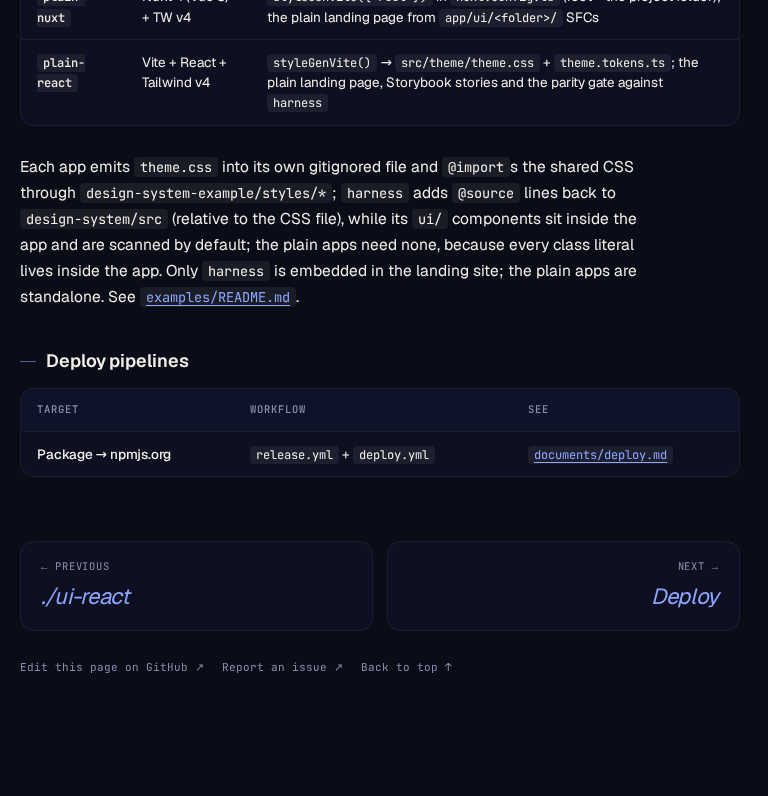 nuxt + TW v4 the plain landing page from app/ui/<folder>/ SFCs
plain- Vite + React + styleGenVite() → src/theme/theme.css + theme.tokens.ts; the
react Tailwind v4 plain landing page, Storybook stories and the parity gate against
harness
Each app emits theme.css into its own gitignored file and @imports the shared CSS
through design-system-example/styles/*; harness adds @source lines back to
design-system/src (relative to the CSS file), while its ui/ components sit inside the
app and are scanned by default; the plain apps need none, because every class literal
lives inside the app. Only harness is embedded in the landing site; the plain apps are
standalone. See examples/README.md.
— Deploy pipelines
TARGET WORKFLOW SEE
Package → npmjs.org release.yml + deploy.yml documents/deploy.md
← PREVIOUS NEXT →
./ui-react Deploy
Edit this page on GitHub ↗ Report an issue ↗ Back to top ↑